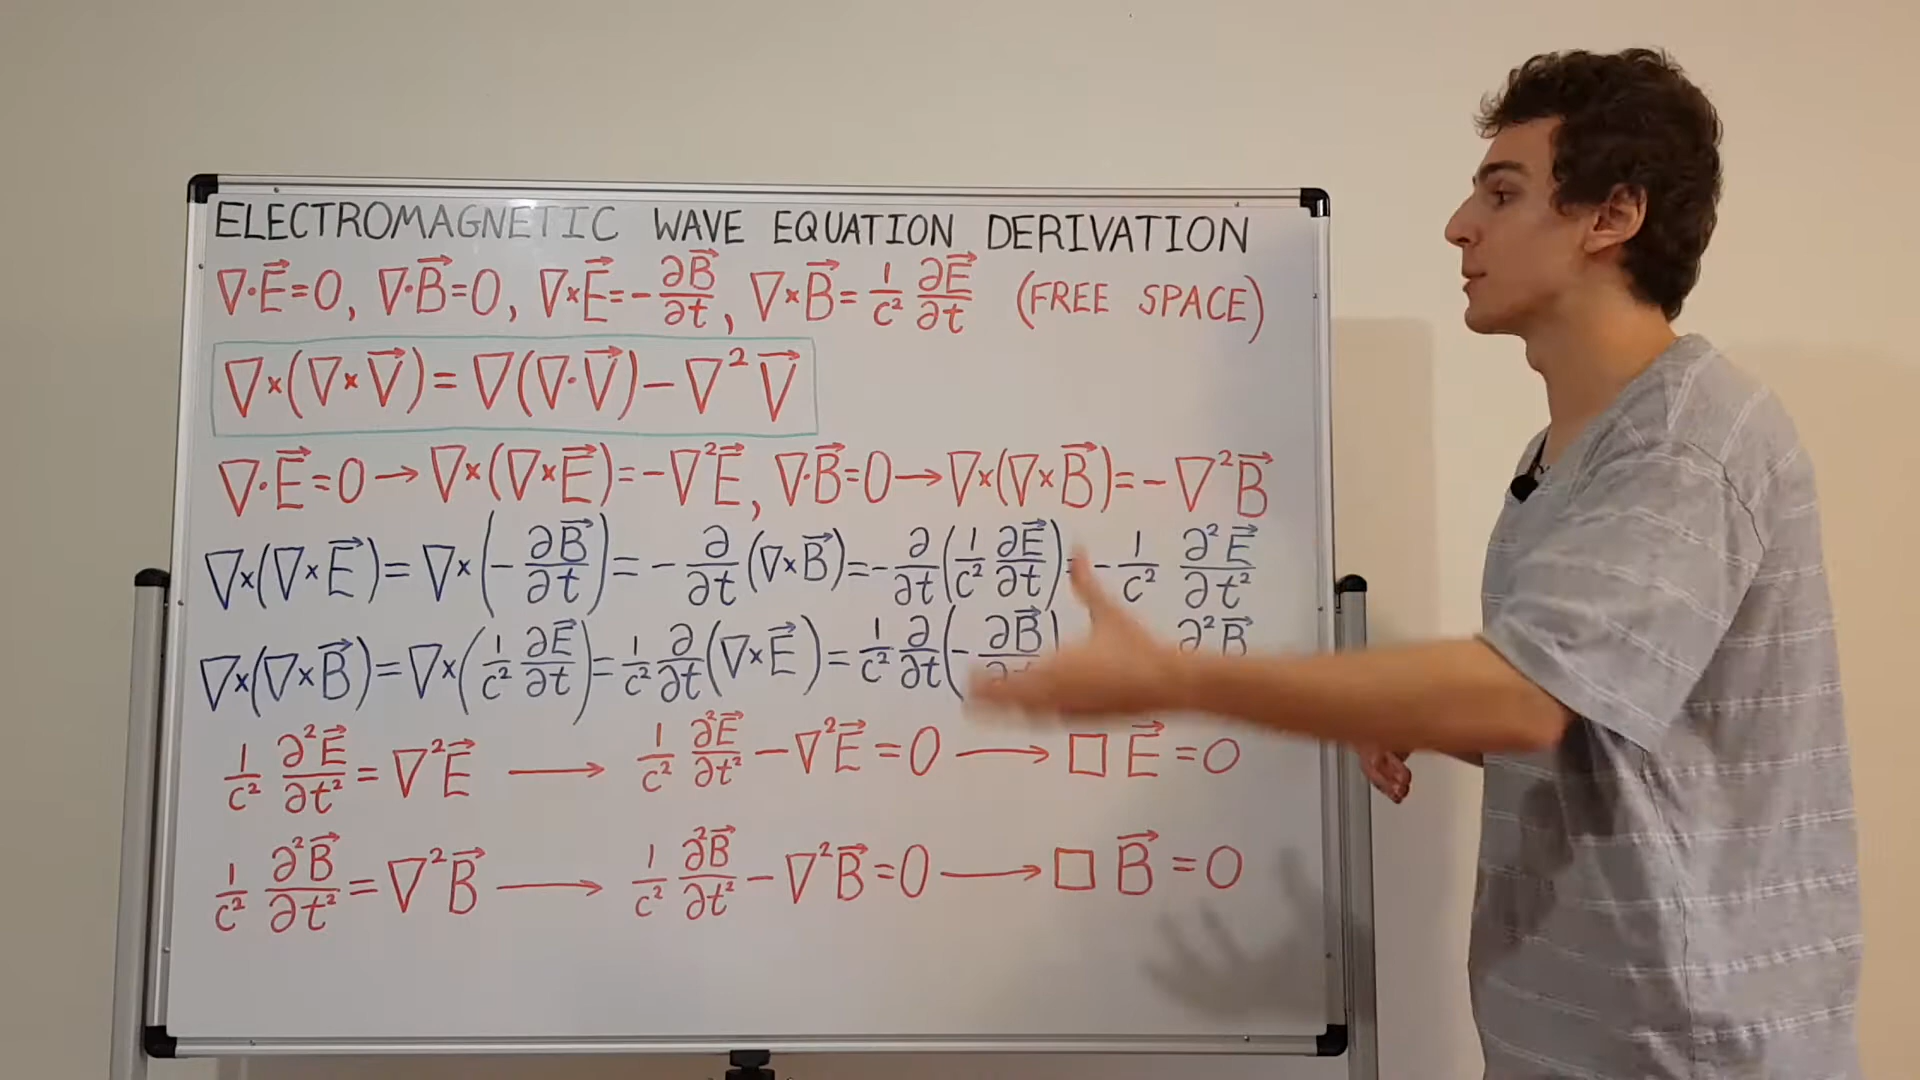 ELECTROMAGNETIC WAVE EQUATION DERIVATION
∇·E⃗=0, ∇·B⃗=0, ∇×E⃗=-∂B⃗/∂t, ∇×B⃗=1/c² ∂E⃗/∂t (FREE SPACE)
∇×(∇×V⃗)=∇(∇·V⃗)-∇²V⃗
∇·E⃗=0→∇×(∇×E⃗)=-∇²E⃗, ∇·B⃗=0→∇×(∇×B⃗)=-∇²B⃗
∇×(∇×E⃗)=∇×(-∂B⃗/∂t)=-∂/∂t(∇×B⃗)=-∂/∂t(1/c² ∂E⃗/∂t)=-1/c² ∂²E⃗/∂t²
∇×(∇×B⃗)=∇×(1/c² ∂E⃗/∂t)=1/c² ∂/∂t(∇×E⃗)=1/c² ∂/∂t(-∂B⃗/∂t) ∂²B⃗
1/c² ∂²E⃗/∂t²=∇²E⃗ → 1/c² ∂²E⃗/∂t²-∇²E⃗=0 → □E⃗=0
1/c² ∂²B⃗/∂t²=∇²B⃗ → 1/c² ∂²B⃗/∂t²-∇²B⃗=0 → □B⃗=0